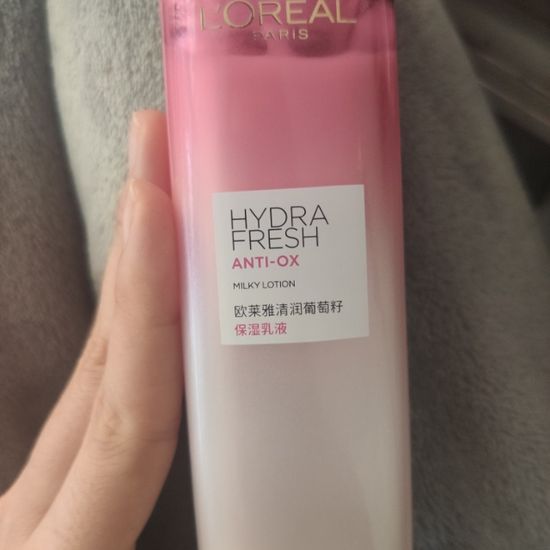 L'ORÉAL
PARIS
HYDRA
FRESH
ANTI-OX
MILKY LOTION
欧莱雅清润葡萄籽
保湿乳液